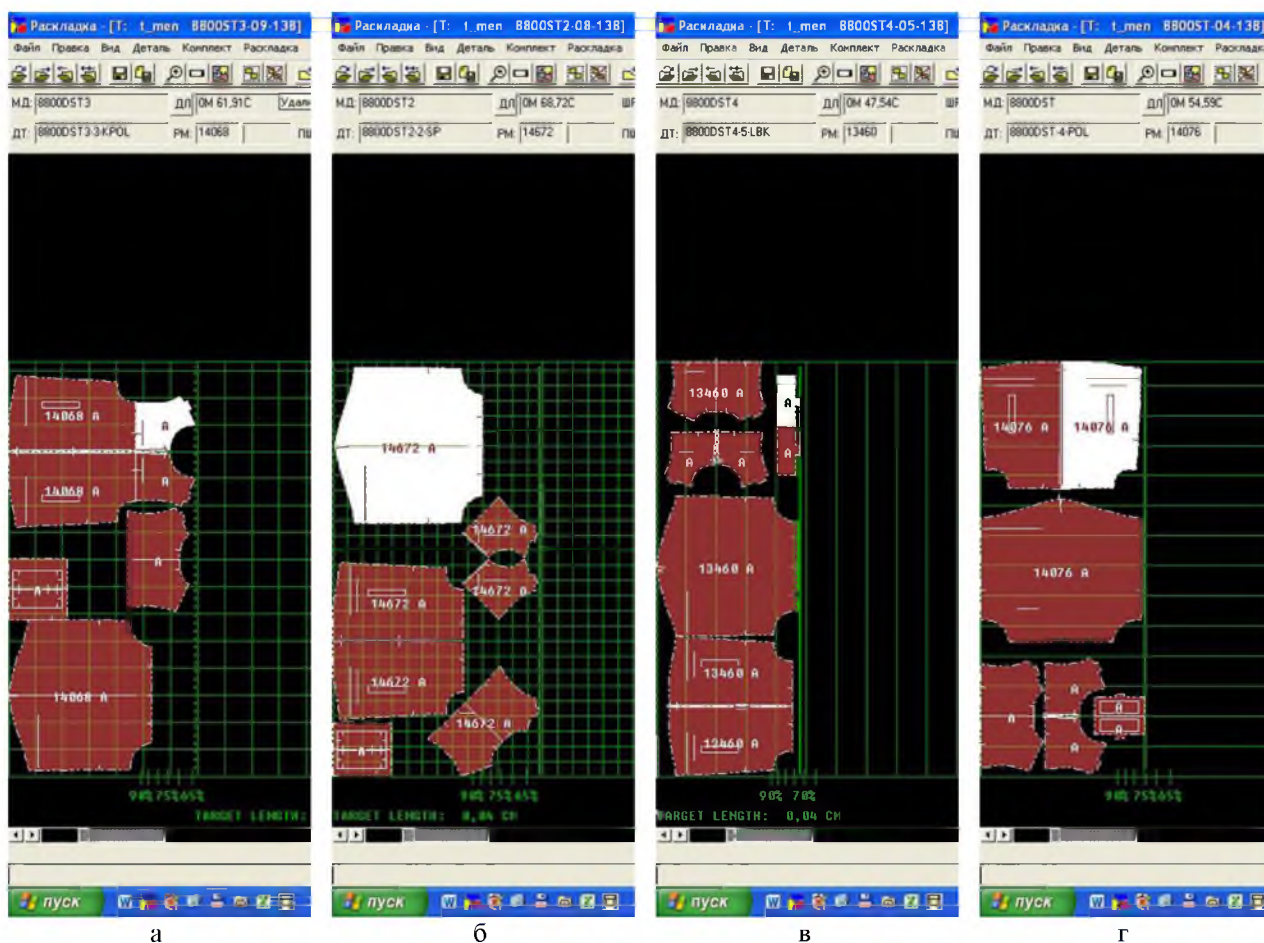 Раскладка - [T: t_men 8800ST3-09-138]
Файл Правка Вид Деталь Комплект Раскладка
МД: 8800DST3 ДЛ 0M 61,91C Удали
ДТ: 8800DST3-3-KPOL РМ: 14068
14068 A
A
14068 A
A
A
A
14068 A
90% 75% 65%
TARGET LENGTH:
пуск
а
Раскладка - [T: t_men 8800ST2-08-138]
Файл Правка Вид Деталь Комплект Раскладка
МД: 8800DST2 ДЛ 0M 68,72C
ДТ: 8800DST2-2-SP РМ: 14672
14672 A
14672 A
14672 A
14672 A
14672 A
14672 A
A
90% 75% 65%
TARGET LENGTH: 0,04 CM
пуск
б
Раскладка - [T: t_men 8800ST4-05-138]
Файл Правка Вид Деталь Комплект Раскладка
МД: 9800DST4 ДЛ 0M 47,54C
ДТ: 8800DST4-5-LBK РМ: 13460
13460 A
A
A A A
13460 A
13460 A
13460 A
90% 70%
TARGET LENGTH: 0,04 CM
пуск
в
Раскладка - [T: t_men 8800ST-04-138]
Файл Правка Вид Деталь Комплект Раскладк
МД: 8800DST ДЛ 0M 54,59C
ДТ: 8800DST-4-POL РМ: 14076
14076 A 14076 A
14076 A
A
A A
A
A
90% 75% 65%
пуск
г